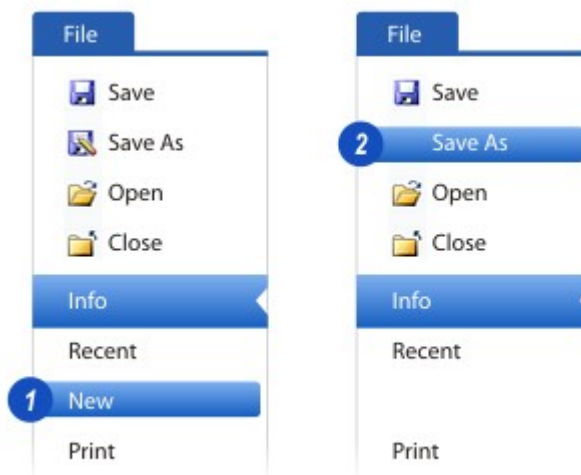 File
Save
Save As
Open
Close
Info
Recent
1 New
Print
File
Save
2 Save As
Open
Close
Info
Recent
Print